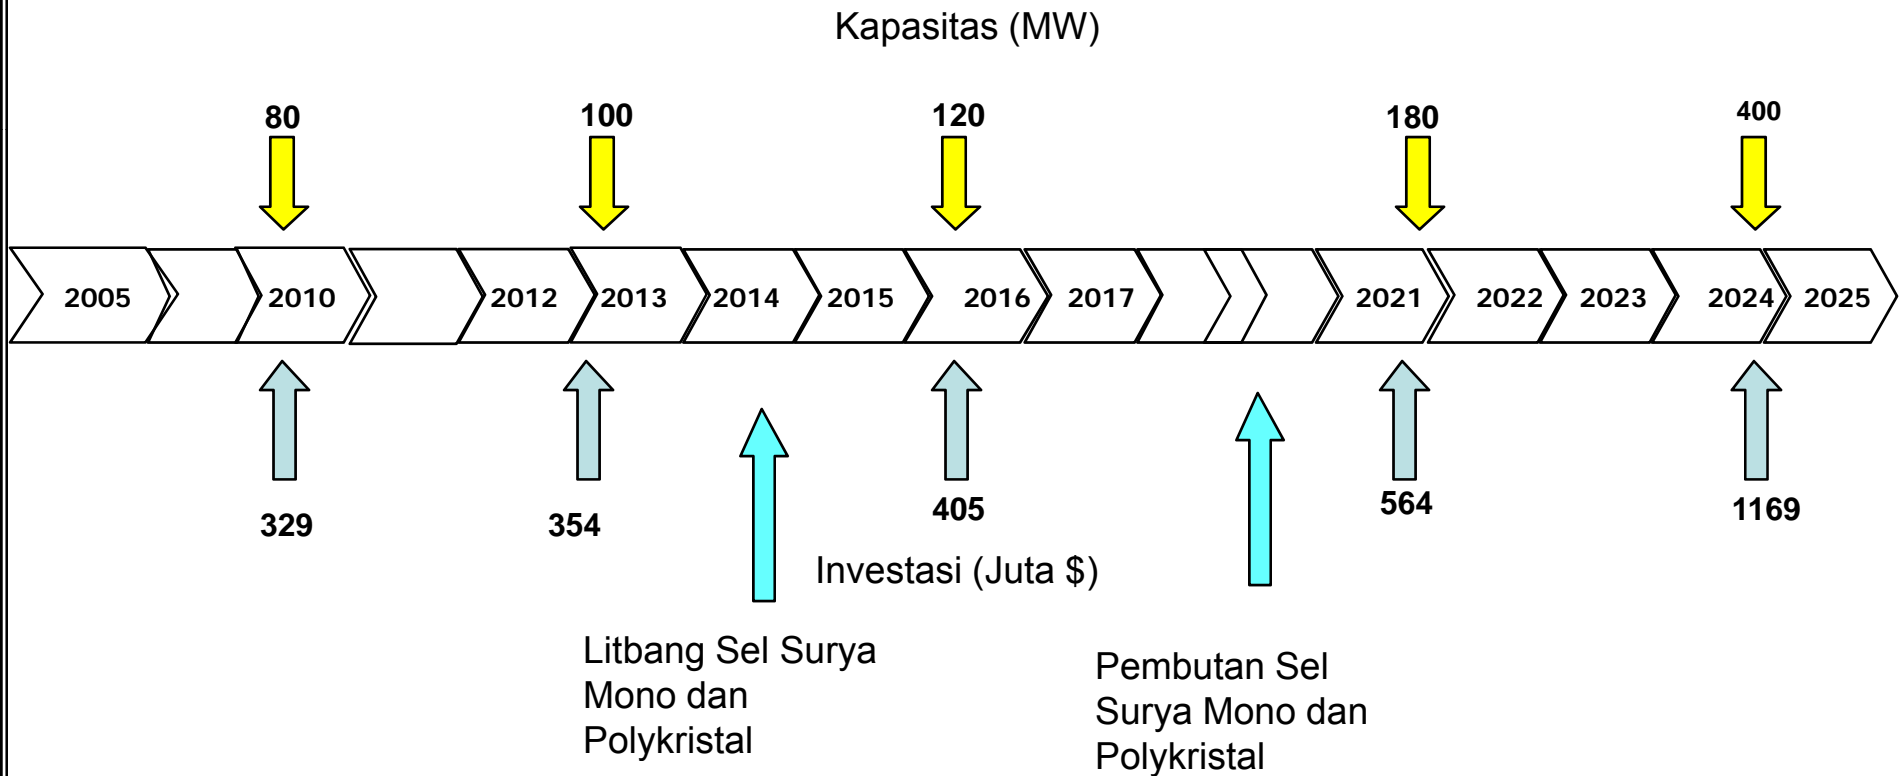 Kapasitas (MW)
80 100 120 180 400
2005 2010 2012 2013 2014 2015 2016 2017 2021 2022 2023 2024 2025
329 354 405 564 1169
Investasi (Juta $)
Litbang Sel Surya
Mono dan
Polykristal
Pembutan Sel
Surya Mono dan
Polykristal